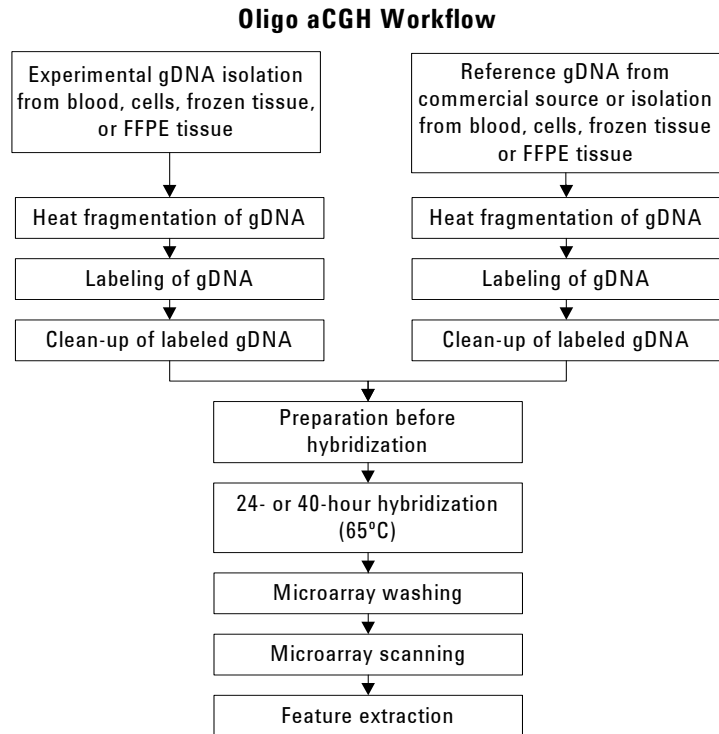 Oligo aCGH Workflow
Experimental gDNA isolation
from blood, cells, frozen tissue,
or FFPE tissue
Reference gDNA from
commercial source or isolation
from blood, cells, frozen tissue
or FFPE tissue
Heat fragmentation of gDNA
Heat fragmentation of gDNA
Labeling of gDNA
Labeling of gDNA
Clean-up of labeled gDNA
Clean-up of labeled gDNA
Preparation before
hybridization
24- or 40-hour hybridization
(65ºC)
Microarray washing
Microarray scanning
Feature extraction